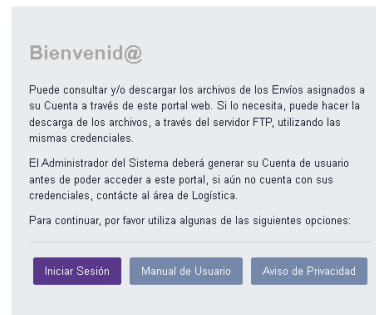 Bienvenid@
Puede consultar y/o descargar los archivos de los Envíos asignados a
su Cuenta a través de este portal web. Si lo necesita, puede hacer la
descarga de los archivos, a través del servidor FTP, utilizando las
mismas credenciales.
El Administrador del Sistema deberá generar su Cuenta de usuario
antes de poder acceder a este portal, si aún no cuenta con sus
credenciales, contácte al área de Logística.
Para continuar, por favor utiliza algunas de las siguientes opciones:
Iniciar Sesión Manual de Usuario Aviso de Privacidad